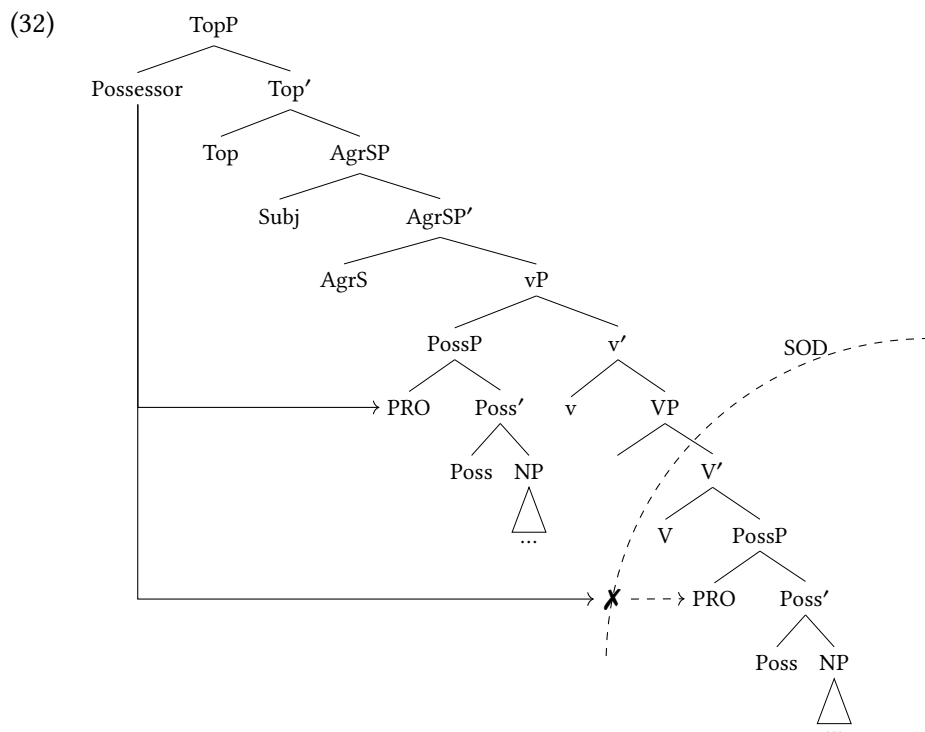 (32)
TopP
Possessor Top′
Top AgrSP
Subj AgrSP′
AgrS vP
PossP v′
SOD
PRO Poss′ v VP
Poss NP V′
... V PossP
✗ PRO Poss′
Poss NP
...